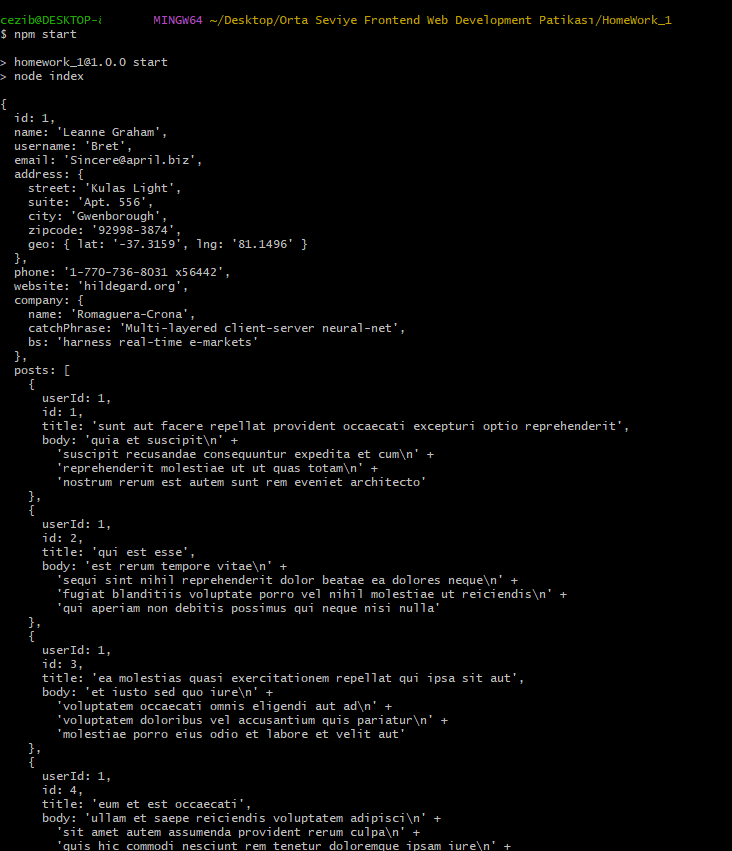 cezib@DESKTOP- MINGW64 ~/Desktop/Orta Seviye Frontend Web Development Patikası/HomeWork_1
$ npm start

> homework_1@1.0.0 start
> node index

{
  id: 1,
  name: 'Leanne Graham',
  username: 'Bret',
  email: 'Sincere@april.biz',
  address: {
    street: 'Kulas Light',
    suite: 'Apt. 556',
    city: 'Gwenborough',
    zipcode: '92998-3874',
    geo: { lat: '-37.3159', lng: '81.1496' }
  },
  phone: '1-770-736-8031 x56442',
  website: 'hildegard.org',
  company: {
    name: 'Romaguera-Crona',
    catchPhrase: 'Multi-layered client-server neural-net',
    bs: 'harness real-time e-markets'
  },
  posts: [
    {
      userId: 1,
      id: 1,
      title: 'sunt aut facere repellat provident occaecati excepturi optio reprehenderit',
      body: 'quia et suscipit\n' +
        'suscipit recusandae consequuntur expedita et cum\n' +
        'reprehenderit molestiae ut ut quas totam\n' +
        'nostrum rerum est autem sunt rem eveniet architecto'
    },
    {
      userId: 1,
      id: 2,
      title: 'qui est esse',
      body: 'est rerum tempore vitae\n' +
        'sequi sint nihil reprehenderit dolor beatae ea dolores neque\n' +
        'fugiat blanditiis voluptate porro vel nihil molestiae ut reiciendis\n' +
        'qui aperiam non debitis possimus qui neque nisi nulla'
    },
    {
      userId: 1,
      id: 3,
      title: 'ea molestias quasi exercitationem repellat qui ipsa sit aut',
      body: 'et iusto sed quo iure\n' +
        'voluptatem occaecati omnis eligendi aut ad\n' +
        'voluptatem doloribus vel accusantium quis pariatur\n' +
        'molestiae porro eius odio et labore et velit aut'
    },
    {
      userId: 1,
      id: 4,
      title: 'eum et est occaecati',
      body: 'ullam et saepe reiciendis voluptatem adipisci\n' +
        'sit amet autem assumenda provident rerum culpa\n' +
        'quis hic commodi nesciunt rem tenetur doloremque ipsam iure\n' +